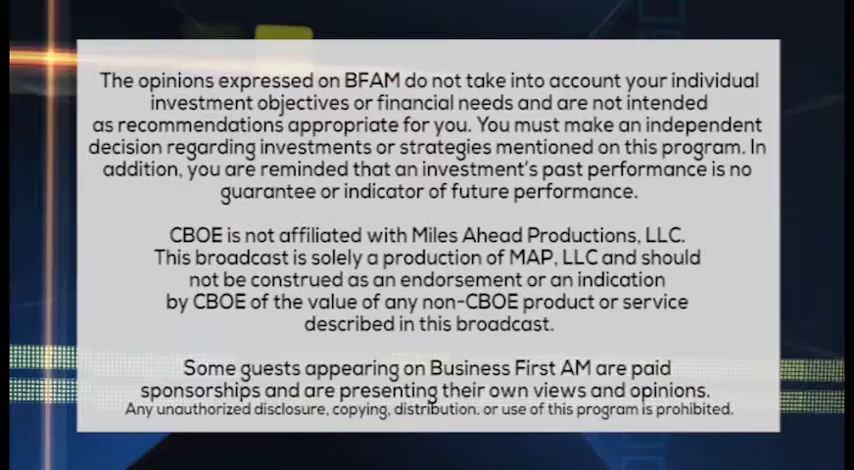 The opinions expressed on BFAM do not take into account your individual
investment objectives or financial needs and are not intended
as recommendations appropriate for you. You must make an independent
decision regarding investments or strategies mentioned on this program. In
addition, you are reminded that an investment's past performance is no
guarantee or indicator of future performance.
CBOE is not affiliated with Miles Ahead Productions, LLC.
This broadcast is solely a production of MAP, LLC and should
not be construed as an endorsement or an indication
by CBOE of the value of any non-CBOE product or service
described in this broadcast.
Some guests appearing on Business First AM are paid
sponsorships and are presenting their own views and opinions.
Any unauthorized disclosure, copying, distribution, or use of this program is prohibited.